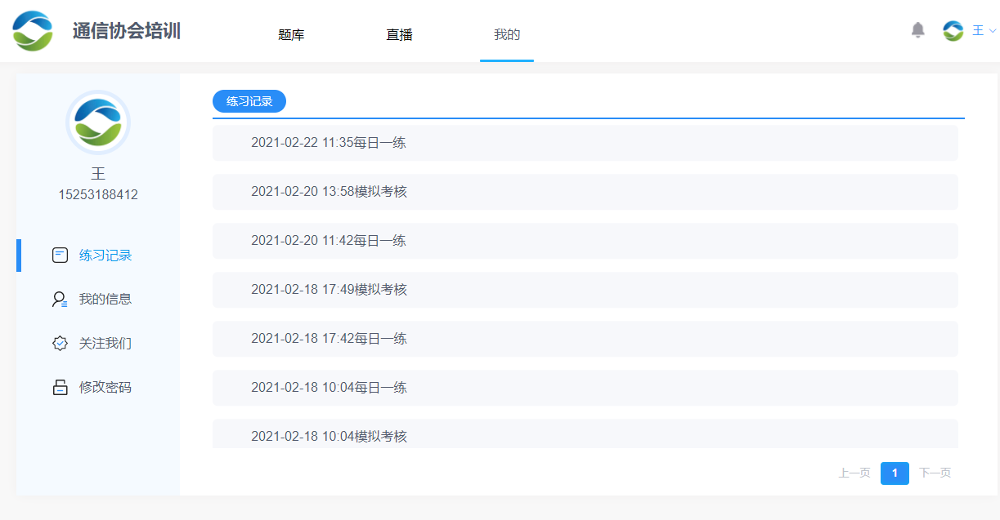 通信协会培训
题库
直播
我的
王
王
15253188412
练习记录
我的信息
关注我们
修改密码
练习记录
2021-02-22 11:35每日一练
2021-02-20 13:58模拟考核
2021-02-20 11:42每日一练
2021-02-18 17:49模拟考核
2021-02-18 17:42每日一练
2021-02-18 10:04每日一练
2021-02-18 10:04模拟考核
上一页 1 下一页